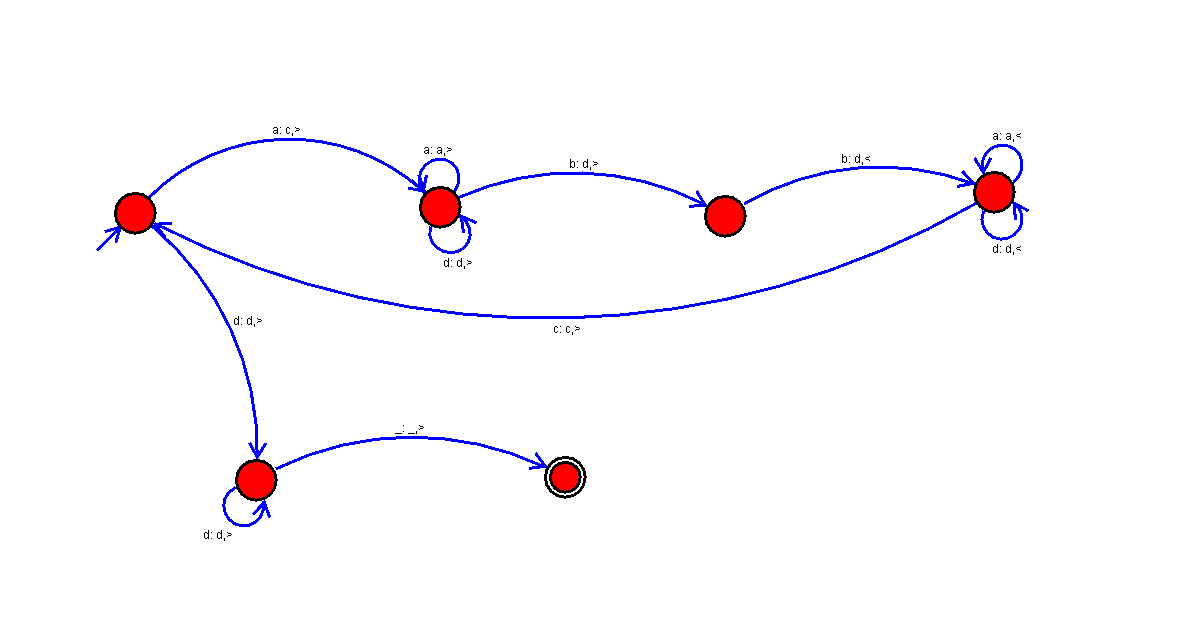 a: c,>
a: a,>
b: d,>
b: d,<
a: a,<
d: d,>
d: d,<
d: d,>
c: c,>
_: _,>
d: d,>